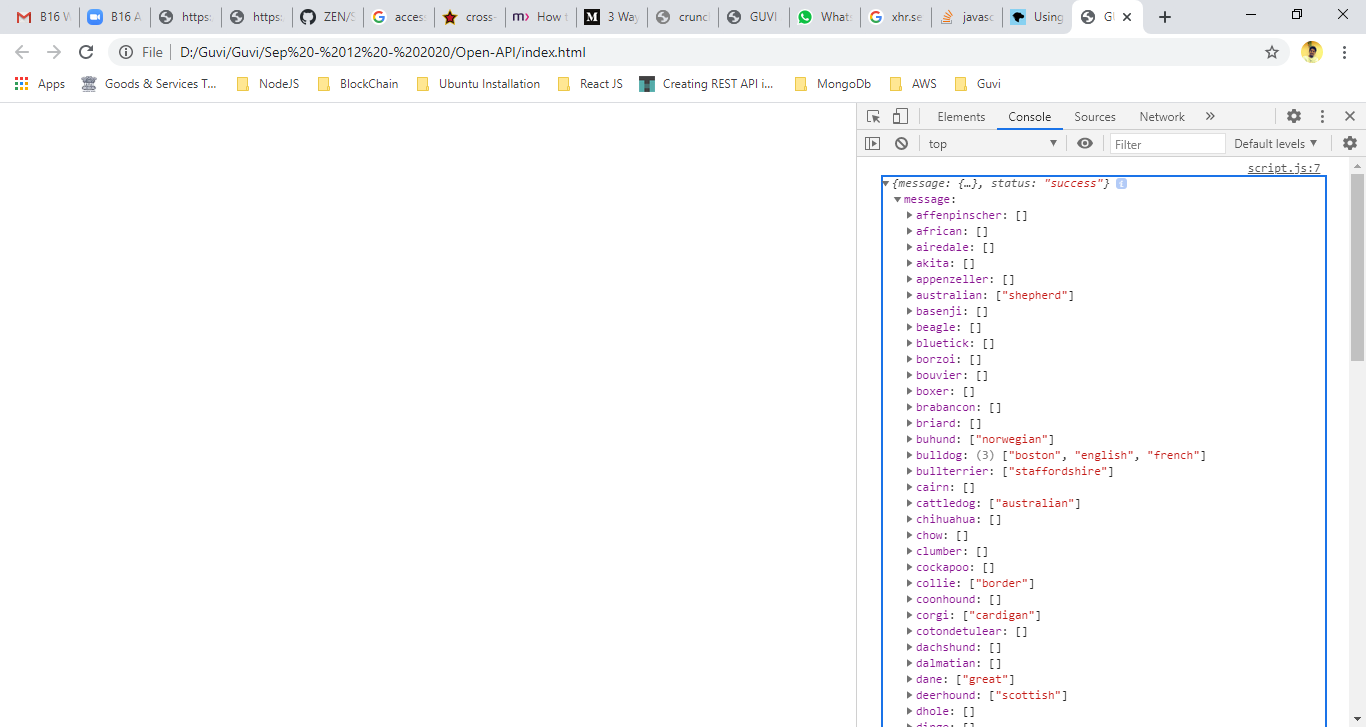 B16 W B16 A https: https: ZEN/S acces cross- m› How t M 3 Way crunc GUVI What: xhr.se javasc Using GU
File D:/Guvi/Guvi/Sep%20-%2012%20-%202020/Open-API/index.html
Apps Goods & Services T... NodeJS BlockChain Ubuntu Installation React JS Creating REST API i... MongoDb AWS Guvi
Elements Console Sources Network »
top Filter Default levels
script.js:7
{message: {…}, status: "success"} i
message:
affenpinscher: []
african: []
airedale: []
akita: []
appenzeller: []
australian: ["shepherd"]
basenji: []
beagle: []
bluetick: []
borzoi: []
bouvier: []
boxer: []
brabancon: []
briard: []
buhund: ["norwegian"]
bulldog: (3) ["boston", "english", "french"]
bullterrier: ["staffordshire"]
cairn: []
cattledog: ["australian"]
chihuahua: []
chow: []
clumber: []
cockapoo: []
collie: ["border"]
coonhound: []
corgi: ["cardigan"]
cotondetulear: []
dachshund: []
dalmatian: []
dane: ["great"]
deerhound: ["scottish"]
dhole: []